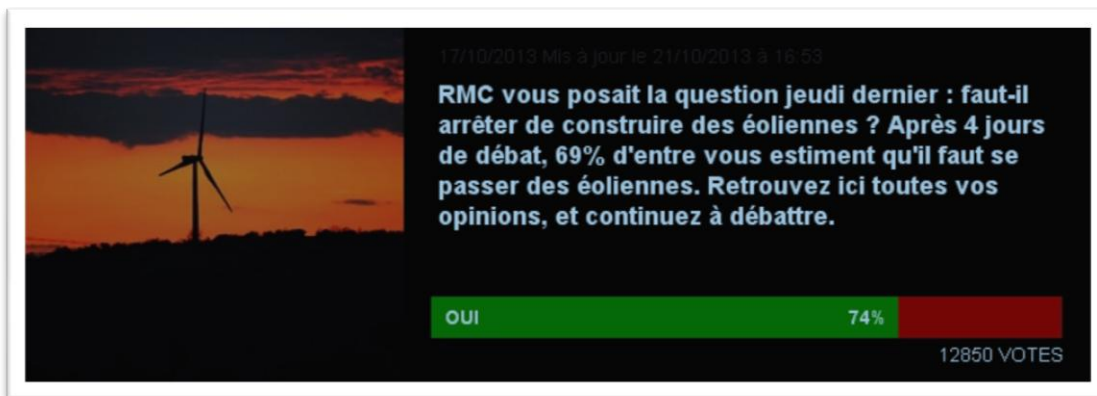 17/10/2013 Mis à jour le 21/10/2013 à 16:53
RMC vous posait la question jeudi dernier : faut-il
arrêter de construire des éoliennes ? Après 4 jours
de débat, 69% d'entre vous estiment qu'il faut se
passer des éoliennes. Retrouvez ici toutes vos
opinions, et continuez à débattre.
OUI 74%
12850 VOTES